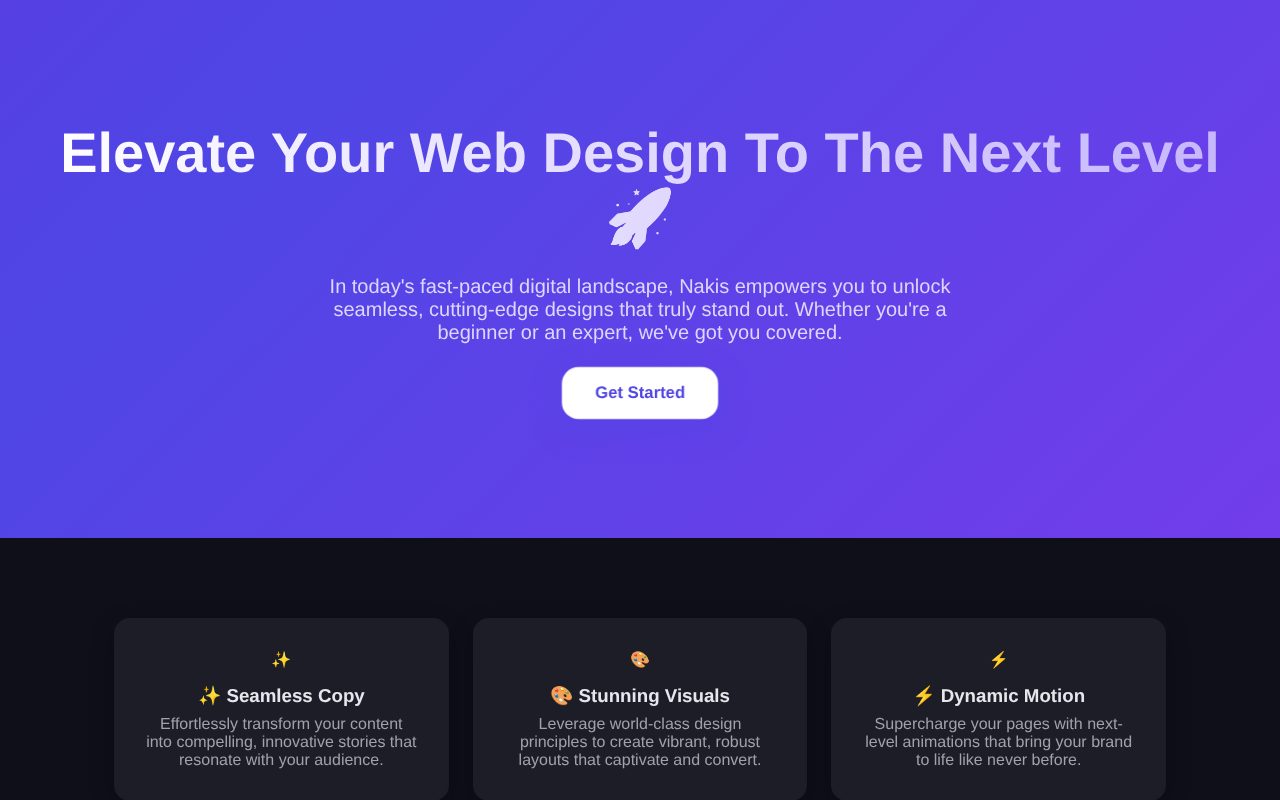 Elevate Your Web Design To The Next Level
🚀
In today's fast-paced digital landscape, Nakis empowers you to unlock
seamless, cutting-edge designs that truly stand out. Whether you're a
beginner or an expert, we've got you covered.
Get Started
✨
✨ Seamless Copy
Effortlessly transform your content
into compelling, innovative stories that
resonate with your audience.
🎨
🎨 Stunning Visuals
Leverage world-class design
principles to create vibrant, robust
layouts that captivate and convert.
⚡
⚡ Dynamic Motion
Supercharge your pages with next-
level animations that bring your brand
to life like never before.